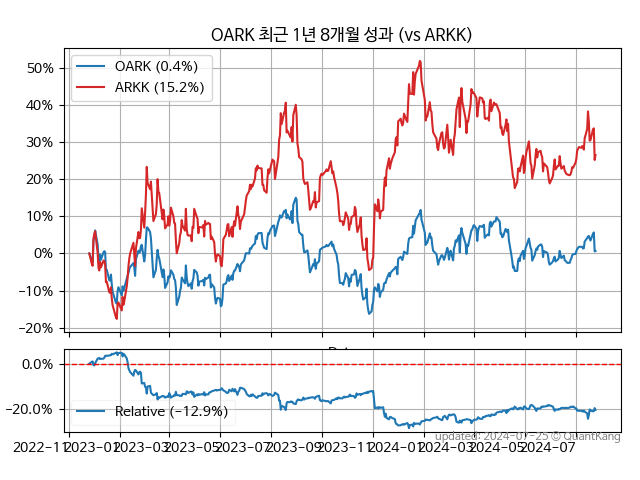 OARK 최근 1년 8개월 성과 (vs ARKK)
OARK (0.4%)
ARKK (15.2%)
50%
40%
30%
20%
10%
0%
−10%
−20%
0.0%
−20.0%
Relative (−12.9%)
2022−11 2023−01 2023−03 2023−05 2023−07 2023−09 2023−11 2024−01 2024−03 2024−05 2024−07
updated: 2024−07−25 © QuantKang